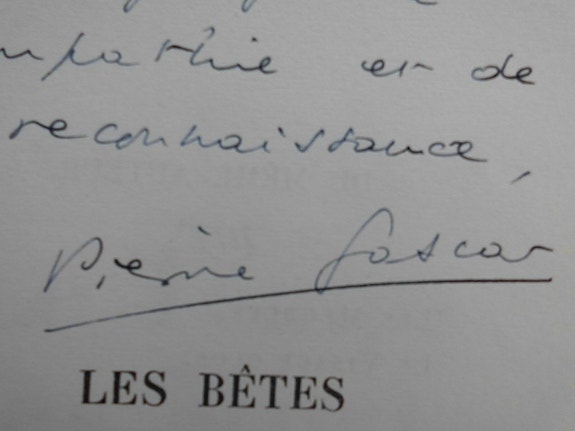 mpathie et de
reconnaissance,
Pierre Gascar
LES BÊTES